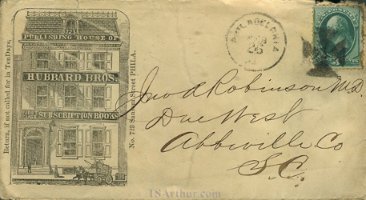 Return, if not called for in Ten Days,
PUBLISHING HOUSE OF
HUBBARD BROS.
SUBSCRIPTION BOOKS
No. 723 Sansom Street PHILA.
PHILADELPHIA
Jno A Robinson M.D.
Due West
Abbeville Co
S.C.
TSArthur.com